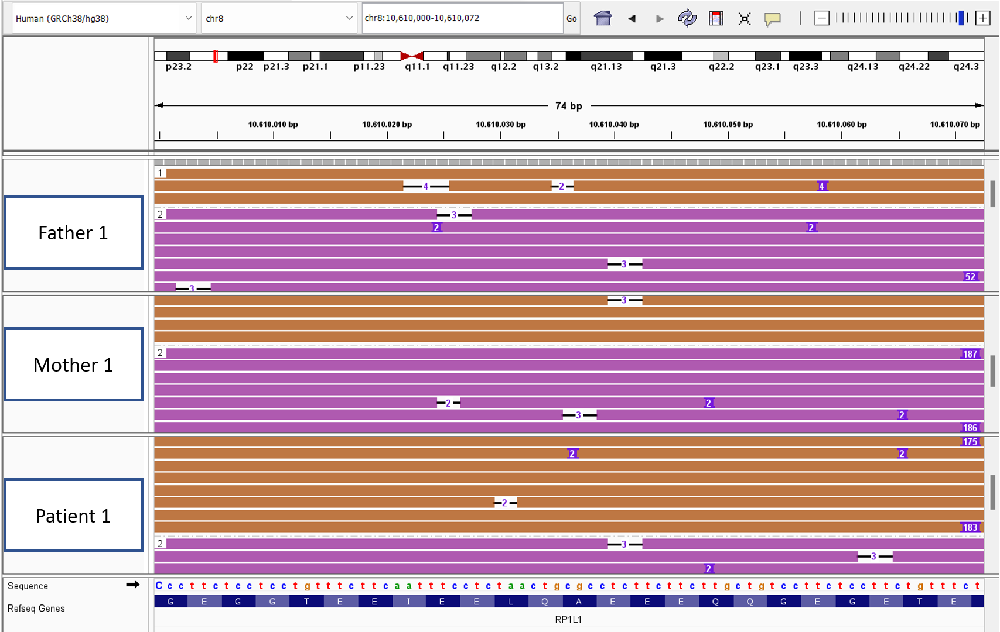 Human (GRCh38/hg38) chr8 chr8:10,610,000-10,610,072 Go
p23.2 p22 p21.3 p21.1 p11.23 q11.1 q11.23 q12.2 q13.2 q21.13 q21.3 q22.2 q23.1 q23.3 q24.13 q24.22 q24.3
74 bp
10.610.010 bp 10.610.020 bp 10.610.030 bp 10.610.040 bp 10.610.050 bp 10.610.060 bp 10.610.070 bp
1
4 2 4
2 3
2 2
Father 1
3
52
3
3
2 187
Mother 1
2 2
3 2
186
175
2 2
2
Patient 1
183
2 3
3
2
Sequence C c c t t c t c c t c c t g t t t c t t c a a t t t c c t c t a a c t g c g c c t c t t c t t c t t g c t g t c c t t c t c c t t c t g t t t c t
G E G G T E E I E E L Q A E E E Q Q G E G E T E
Refseq Genes
RP1L1